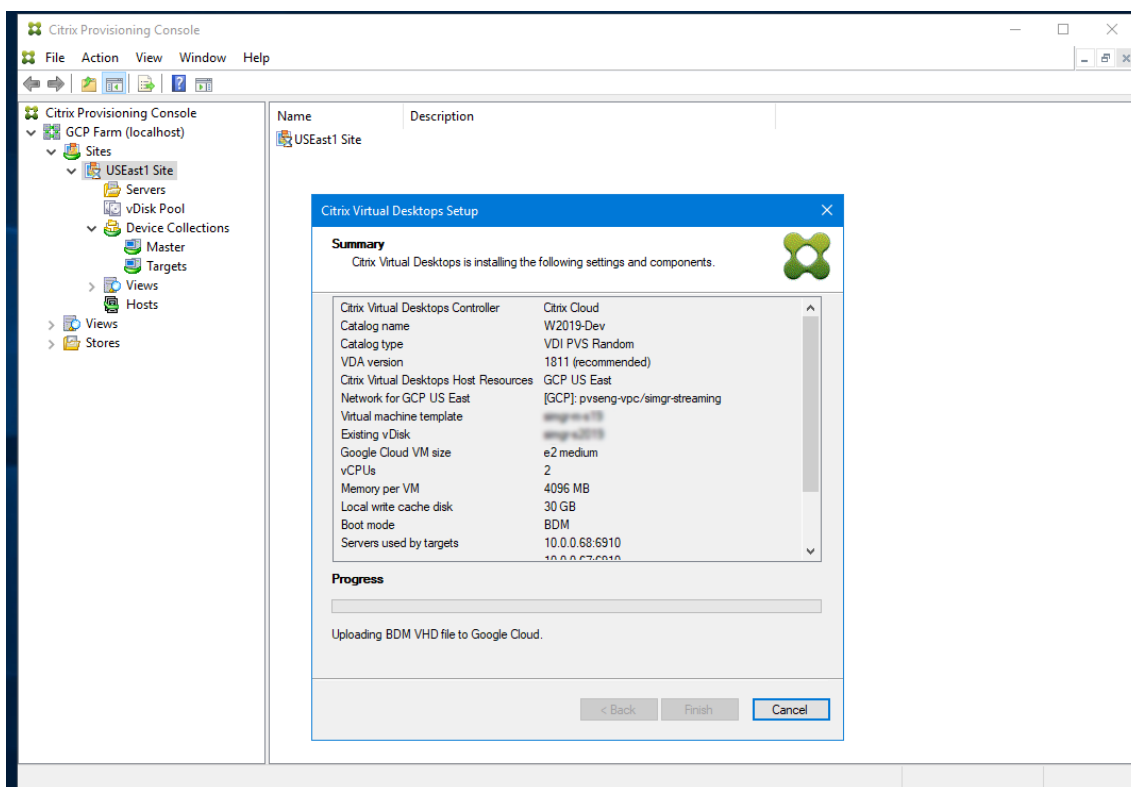 Citrix Provisioning Console
File Action View Window Help
Citrix Provisioning Console
GCP Farm (localhost)
Sites
USEast1 Site
Servers
vDisk Pool
Device Collections
Master
Targets
Views
Hosts
Views
Stores
Name Description
USEast1 Site
Citrix Virtual Desktops Setup
Summary
Citrix Virtual Desktops is installing the following settings and components.
Citrix Virtual Desktops Controller Citrix Cloud
Catalog name W2019-Dev
Catalog type VDI PVS Random
VDA version 1811 (recommended)
Citrix Virtual Desktops Host Resources GCP US East
Network for GCP US East [GCP]: pvseng-vpc/simgr-streaming
Virtual machine template
Existing vDisk
Google Cloud VM size e2 medium
vCPUs 2
Memory per VM 4096 MB
Local write cache disk 30 GB
Boot mode BDM
Servers used by targets 10.0.0.68:6910
10.0.0.67:6910
Progress
Uploading BDM VHD file to Google Cloud.
< Back Finish Cancel